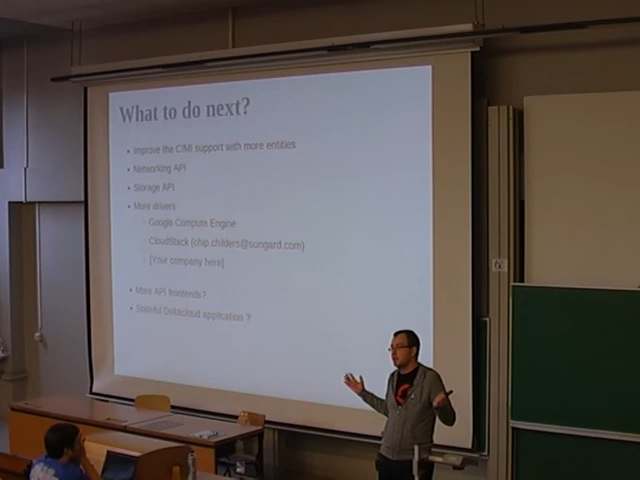 What to do next?
• Improve the CIMI support with more entities
• Networking API
• Storage API
• More drivers
Google Compute Engine
CloudStack (chip.childers@sungard.com)
[Your company here]
• More API frontends?
• Stateful Deltacloud application ?